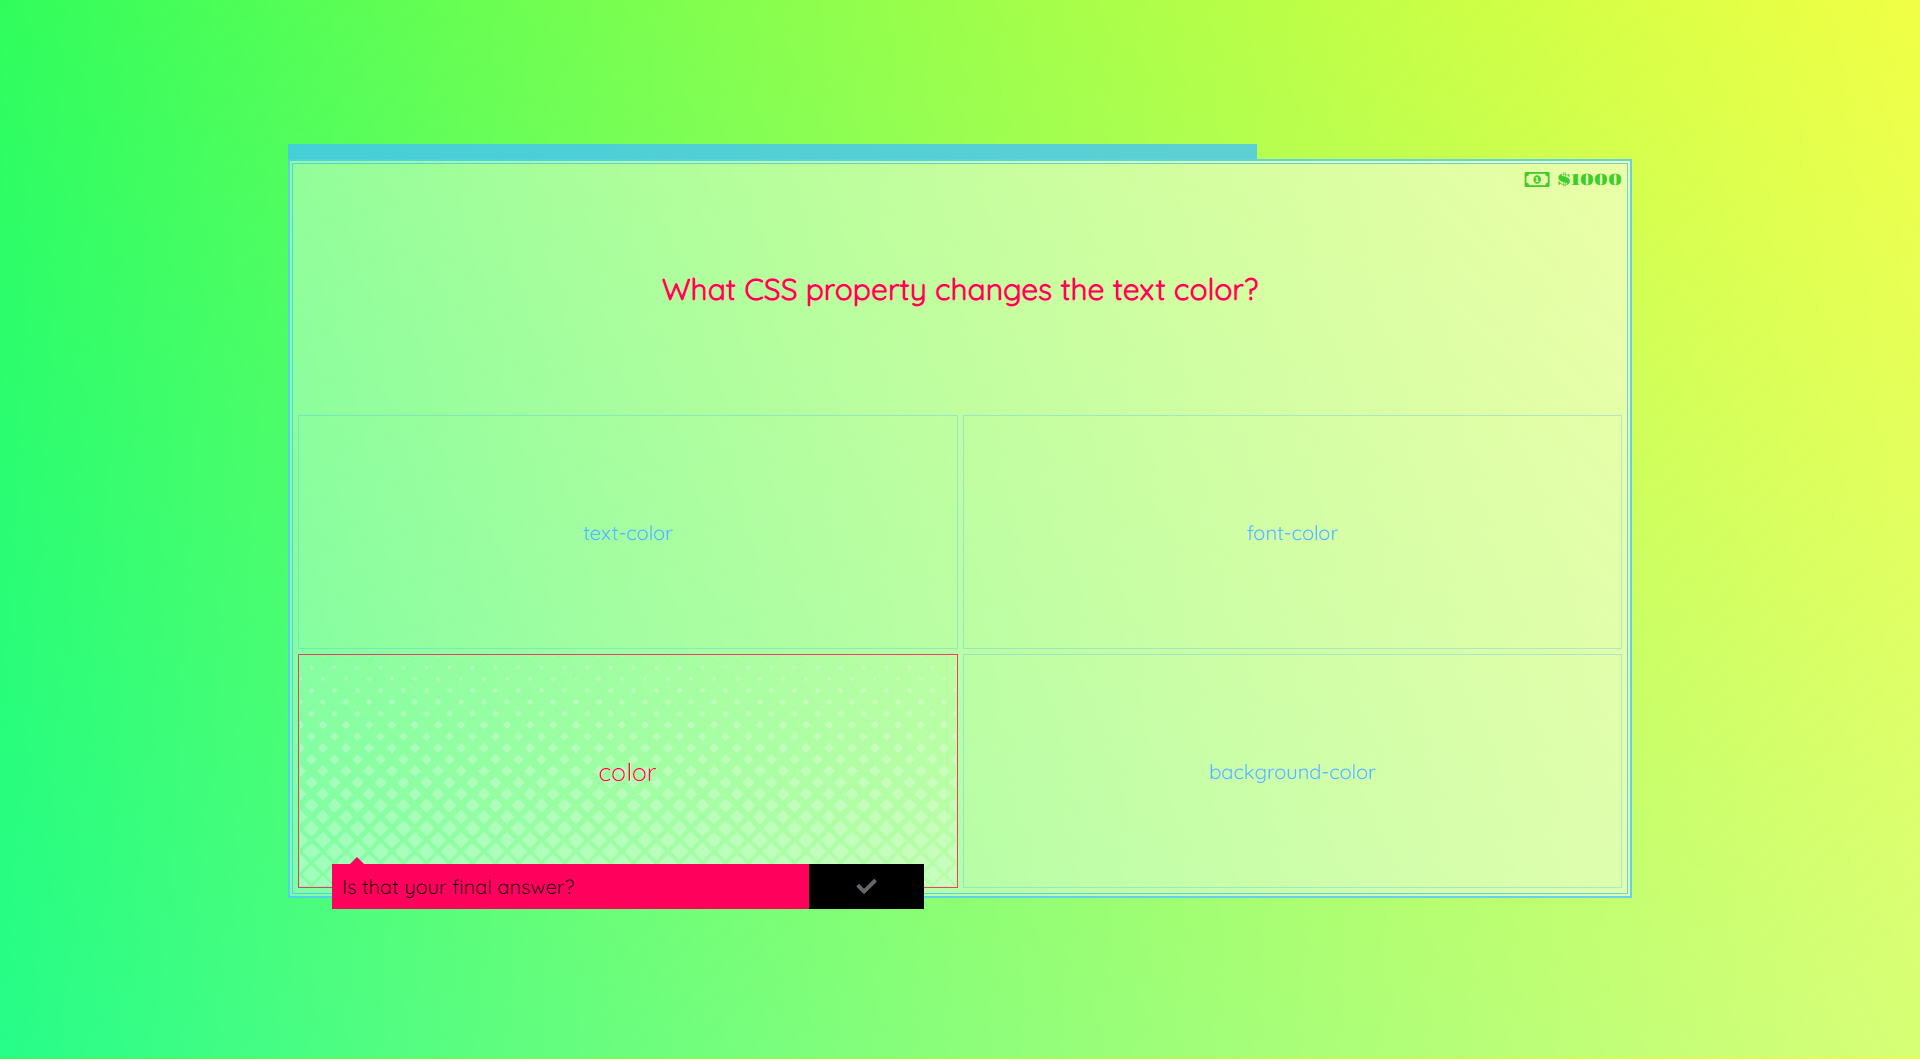 $1000
What CSS property changes the text color?
text-color
font-color
color
background-color
Is that your final answer?